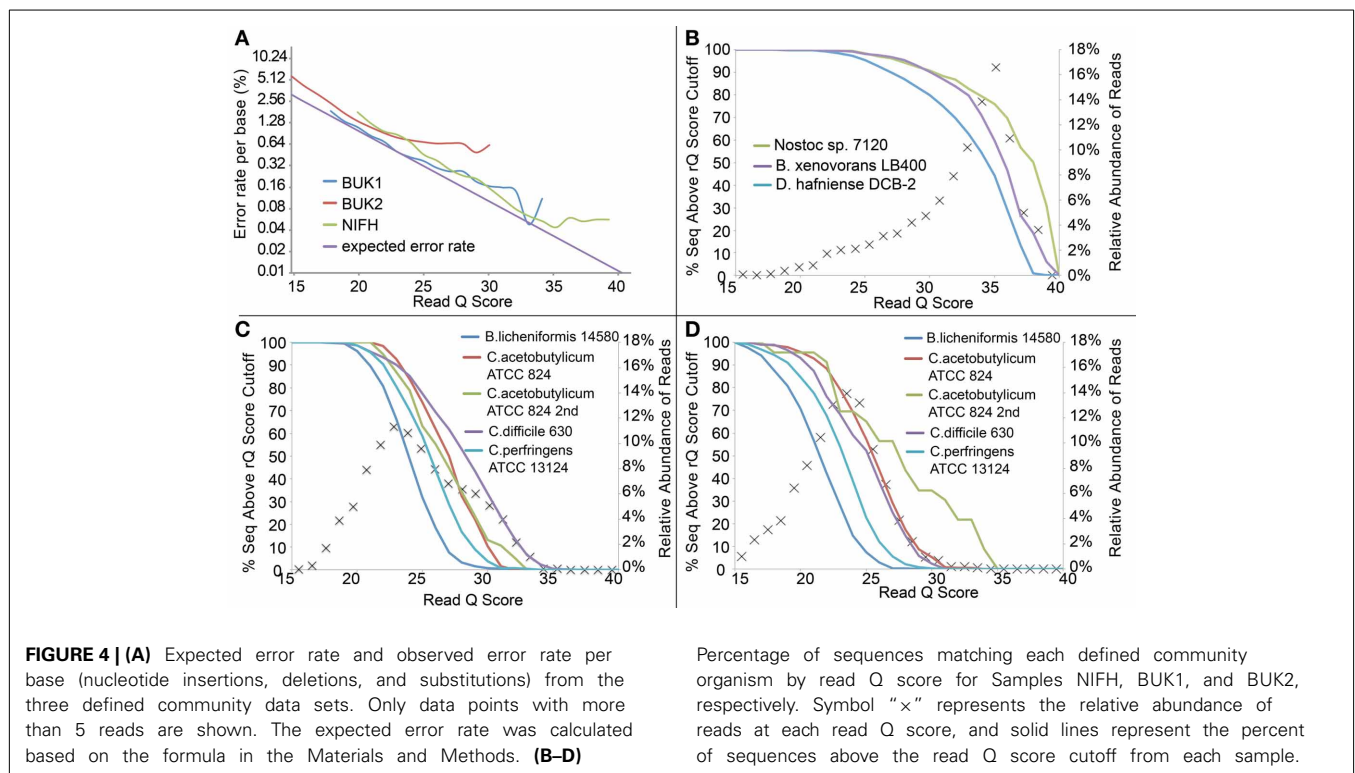 A
Error rate per base (%)
10.24
5.12
2.56
1.28
0.64
0.32
0.16
0.08
0.04
0.02
0.01
BUK1
BUK2
NIFH
expected error rate
15 20 25 30 35 40
Read Q Score
B
% Seq Above rQ Score Cutoff
100
90
80
70
60
50
40
30
20
10
0
Nostoc sp. 7120
B. xenovorans LB400
D. hafniense DCB-2
18%
16%
14%
12%
10%
8%
6%
4%
2%
0%
Relative Abundance of Reads
15 20 25 30 35 40
Read Q Score
C
% Seq Above rQ Score Cutoff
100
90
80
70
60
50
40
30
20
10
0
B.licheniformis 14580
C.acetobutylicum
ATCC 824
C.acetobutylicum
ATCC 824 2nd
C.difficile 630
C.perfringens
ATCC 13124
18%
16%
14%
12%
10%
8%
6%
4%
2%
0%
Relative Abundance of Reads
15 20 25 30 35 40
Read Q Score
D
% Seq Above rQ Score Cutoff
100
90
80
70
60
50
40
30
20
10
0
B.licheniformis 14580
C.acetobutylicum
ATCC 824
C.acetobutylicum
ATCC 824 2nd
C.difficile 630
C.perfringens
ATCC 13124
18%
16%
14%
12%
10%
8%
6%
4%
2%
0%
Relative Abundance of Reads
15 20 25 30 35 40
Read Q Score
FIGURE 4 | (A) Expected error rate and observed error rate per
base (nucleotide insertions, deletions, and substitutions) from the
three defined community data sets. Only data points with more
than 5 reads are shown. The expected error rate was calculated
based on the formula in the Materials and Methods. (B–D)
Percentage of sequences matching each defined community
organism by read Q score for Samples NIFH, BUK1, and BUK2,
respectively. Symbol “×” represents the relative abundance of
reads at each read Q score, and solid lines represent the percent
of sequences above the read Q score cutoff from each sample.